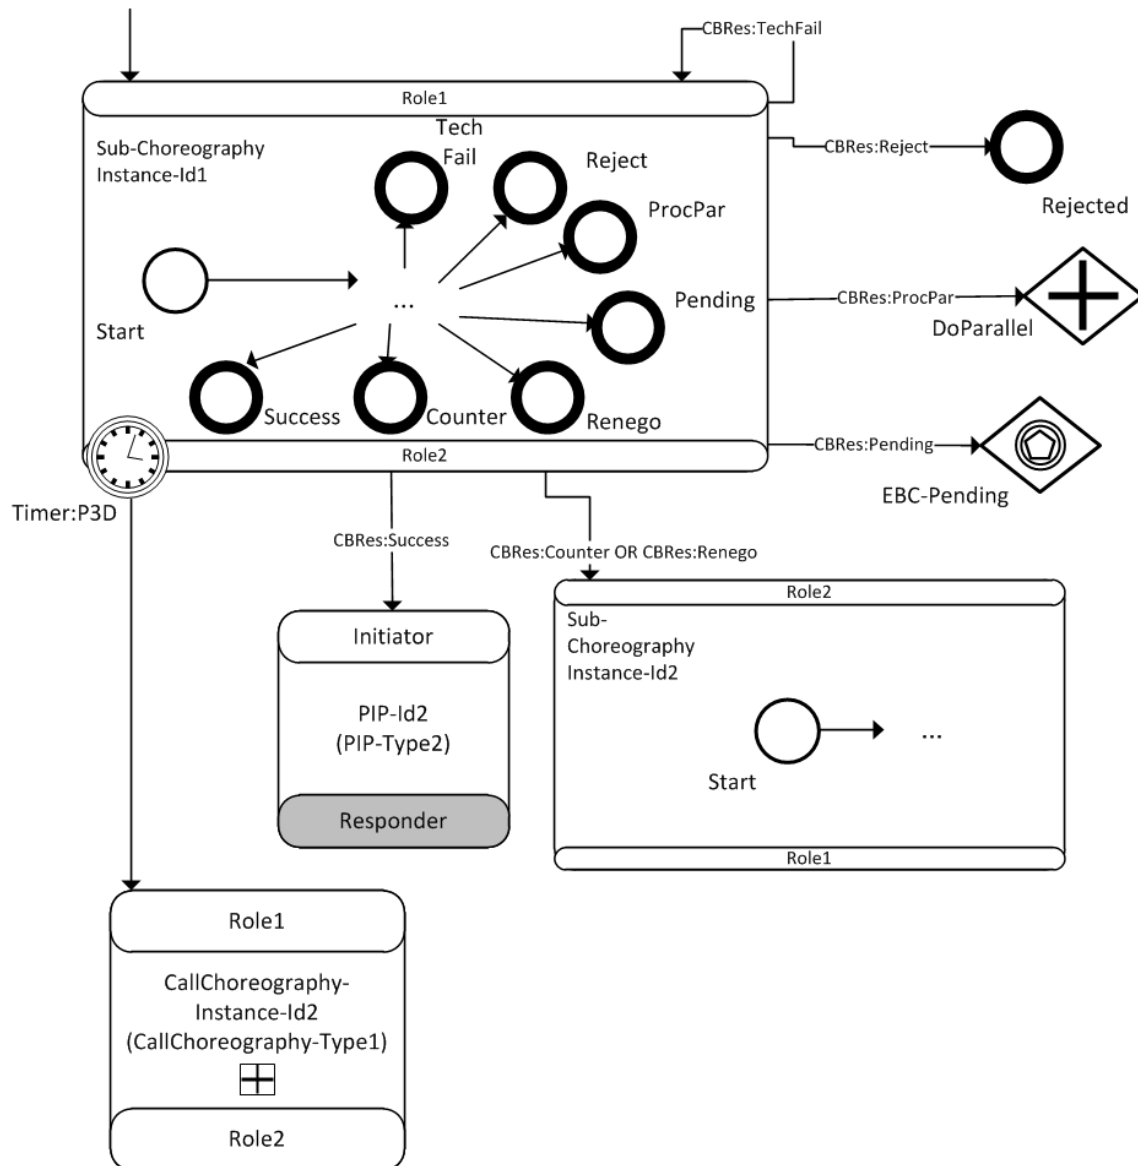 CBRes:TechFail
Role1
Tech
Fail
Sub-Choreography
Instance-Id1
Reject
CBRes:Reject
ProcPar
Rejected
Start
...
Pending
CBRes:ProcPar
DoParallel
Success
Counter
Renego
Role2
CBRes:Pending
EBC-Pending
Timer:P3D
CBRes:Success
CBRes:Counter OR CBRes:Renego
Role2
Initiator
Sub-
Choreography
Instance-Id2
PIP-Id2
(PIP-Type2)
...
Start
Responder
Role1
Role1
CallChoreography-
Instance-Id2
(CallChoreography-Type1)
Role2